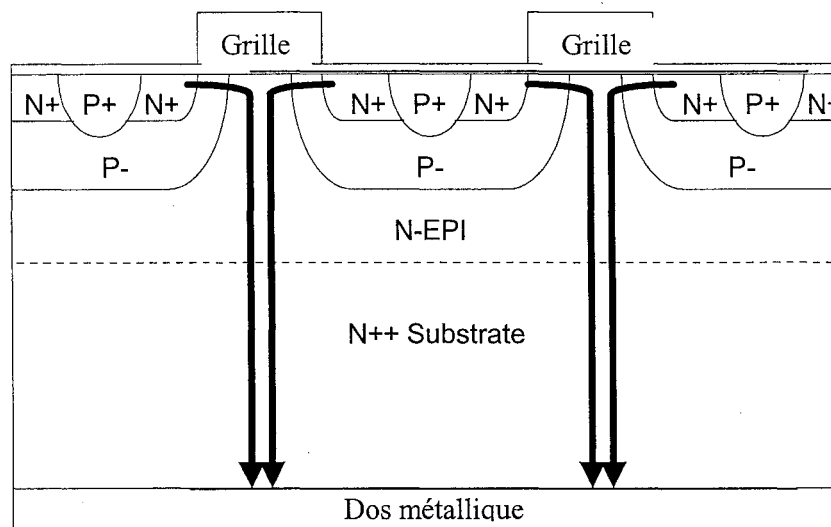 Grille Grille
N+ P+ N+ N+ P+ N+ N+ P+ N+
P- P- P-
N-EPI
N++ Substrate
Dos métallique